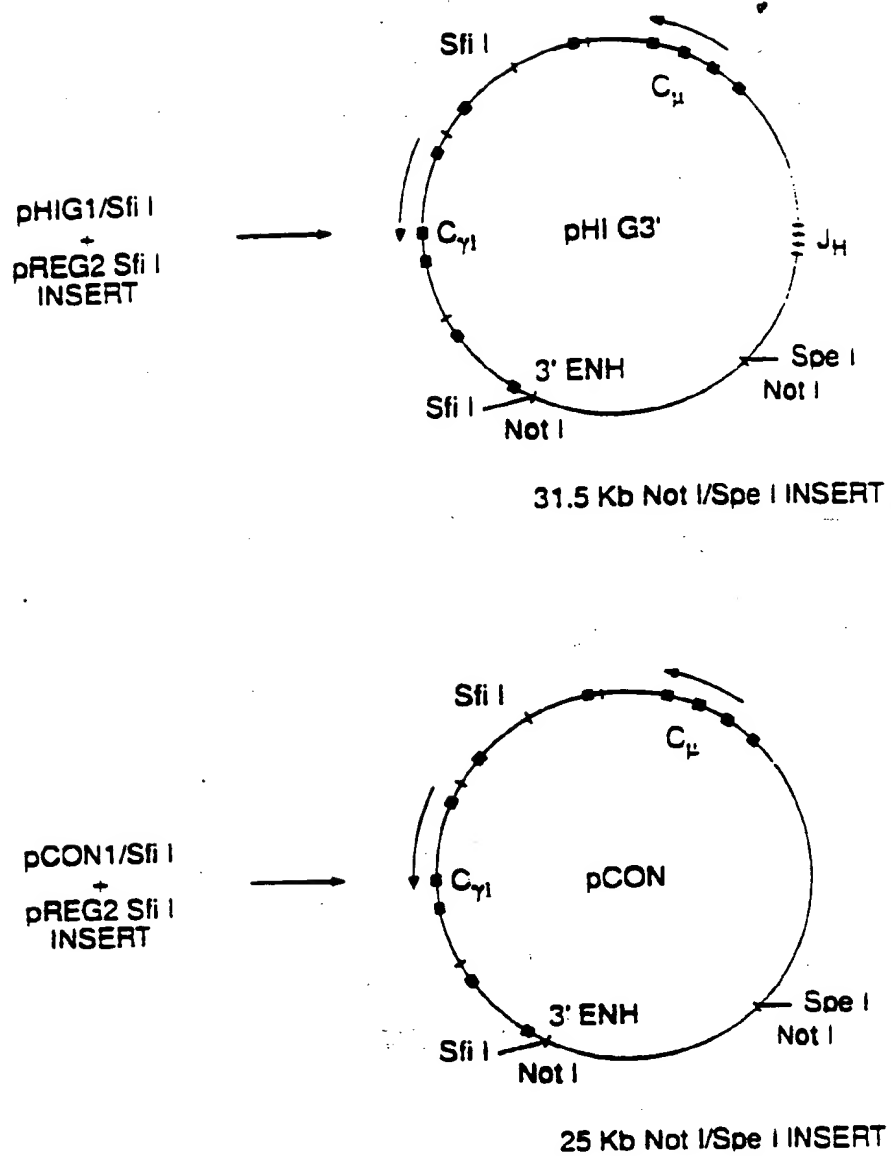 Sfi I
Cμ
pHIG1/Sfi I
+
pREG2 Sfi I
INSERT
Cγ1
pHI G3'
JH
3' ENH
Spe I
Not I
Sfi I
Not I
31.5 Kb Not I/Spe I INSERT
Sfi I
Cμ
pCON1/Sfi I
+
pREG2 Sfi I
INSERT
Cγ1
pCON
3' ENH
Spe I
Not I
Sfi I
Not I
25 Kb Not I/Spe I INSERT